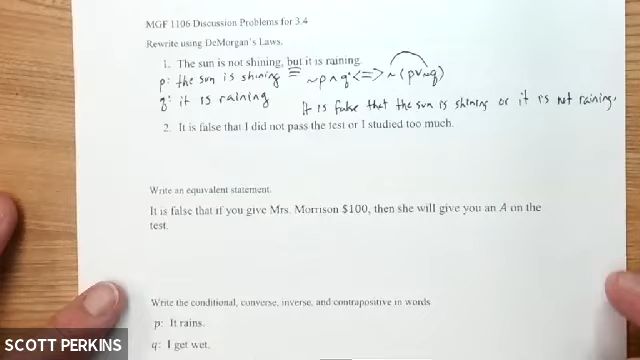 MGF 1106 Discussion Problems for 3.4
Rewrite using DeMorgan's Laws.
1. The sun is not shining, but it is raining.
p: the sun is shining ~p ∧ q <=> ~(p ∨ ~q)
q: it is raining It is false that the sun is shining or it is not raining.
2. It is false that I did not pass the test or I studied too much.
Write an equivalent statement.
It is false that if you give Mrs. Morrison $100, then she will give you an A on the
test.
Write the conditional, converse, inverse, and contrapositive in words
p: It rains.
q: I get wet.
SCOTT PERKINS